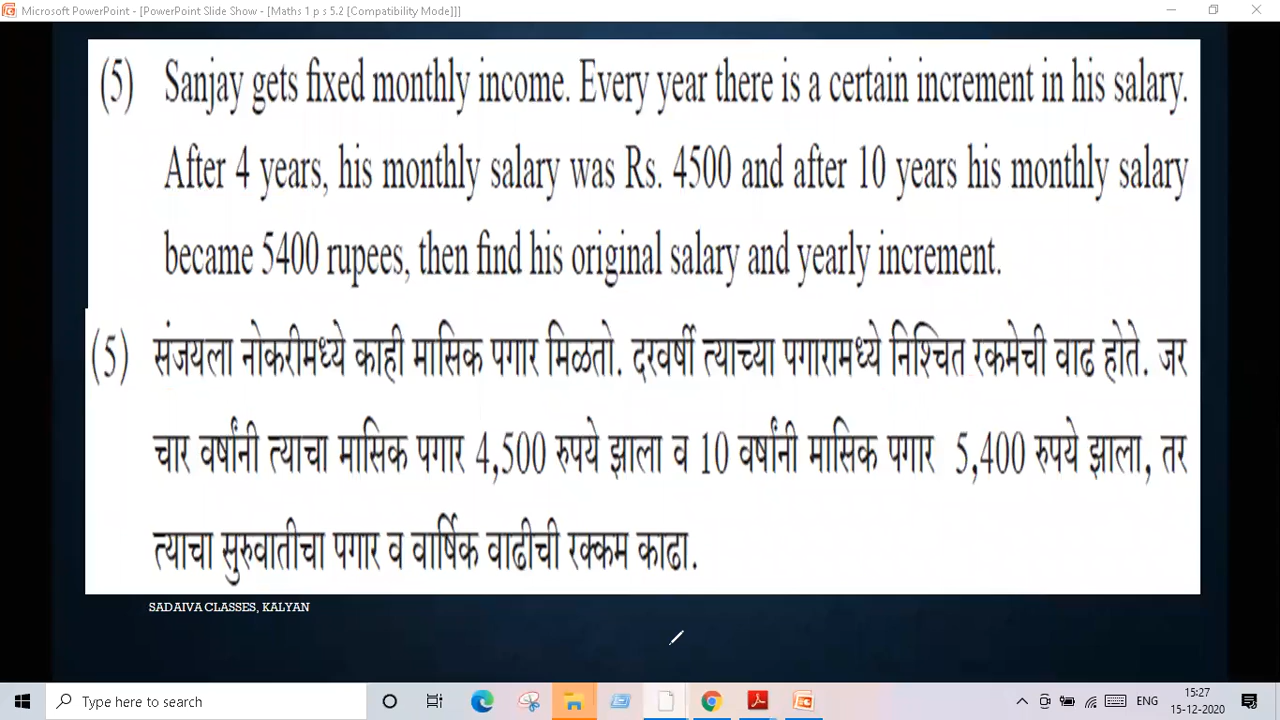 Microsoft PowerPoint - [PowerPoint Slide Show - [Maths 1 p s 5.2 [Compatibility Mode]]]
(5) Sanjay gets fixed monthly income. Every year there is a certain increment in his salary.
After 4 years, his monthly salary was Rs. 4500 and after 10 years his monthly salary
became 5400 rupees, then find his original salary and yearly increment.
(5) संजयला नोकरीमध्ये काही मासिक पगार मिळतो. दरवर्षी त्याच्या पगारामध्ये निश्चित रकमेची वाढ होते. जर
चार वर्षांनी त्याचा मासिक पगार 4,500 रुपये झाला व 10 वर्षांनी मासिक पगार 5,400 रुपये झाला, तर
त्याचा सुरुवातीचा पगार व वार्षिक वाढीची रक्कम काढा.
SADAIVA CLASSES, KALYAN
Type here to search
ENG
15:27
15-12-2020